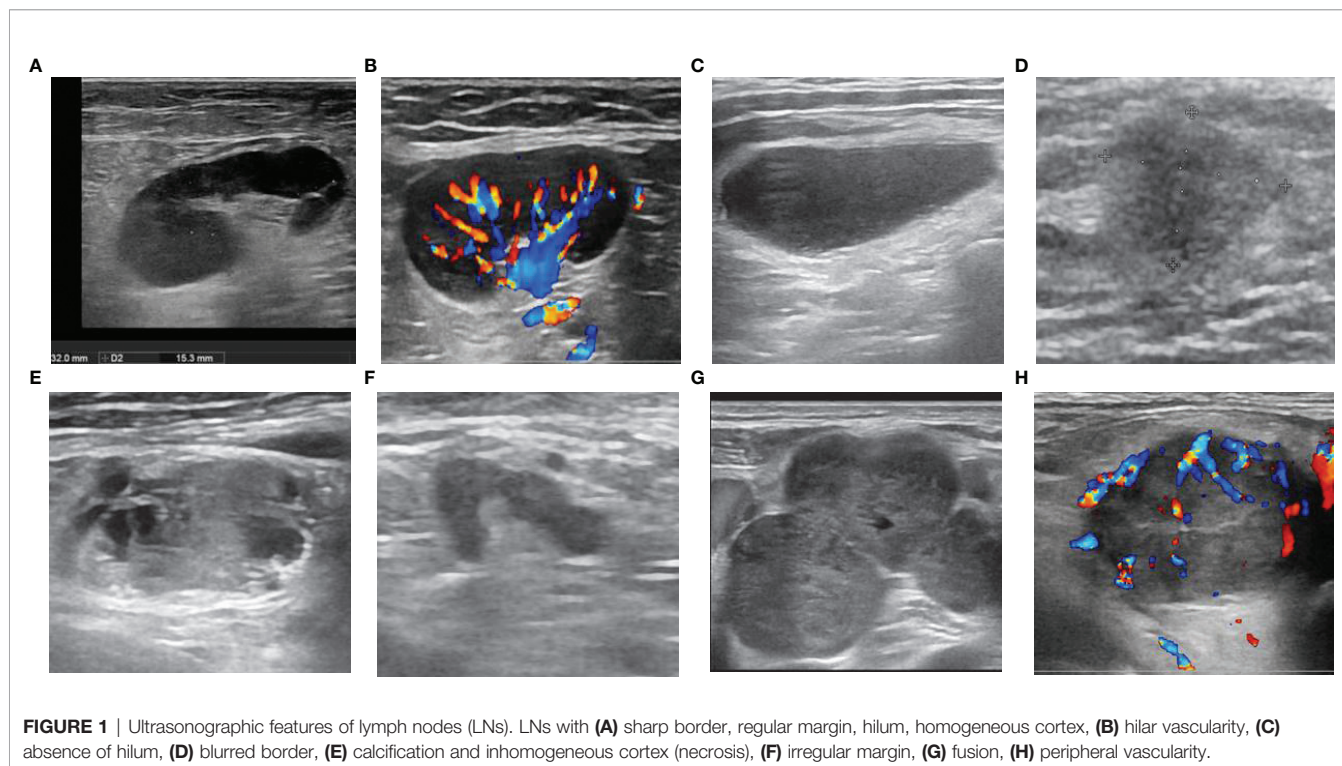 A
B
C
D
32.0 mm D2 15.3 mm
E
F
G
H
FIGURE 1 | Ultrasonographic features of lymph nodes (LNs). LNs with (A) sharp border, regular margin, hilum, homogeneous cortex, (B) hilar vascularity, (C)
absence of hilum, (D) blurred border, (E) calcification and inhomogeneous cortex (necrosis), (F) irregular margin, (G) fusion, (H) peripheral vascularity.